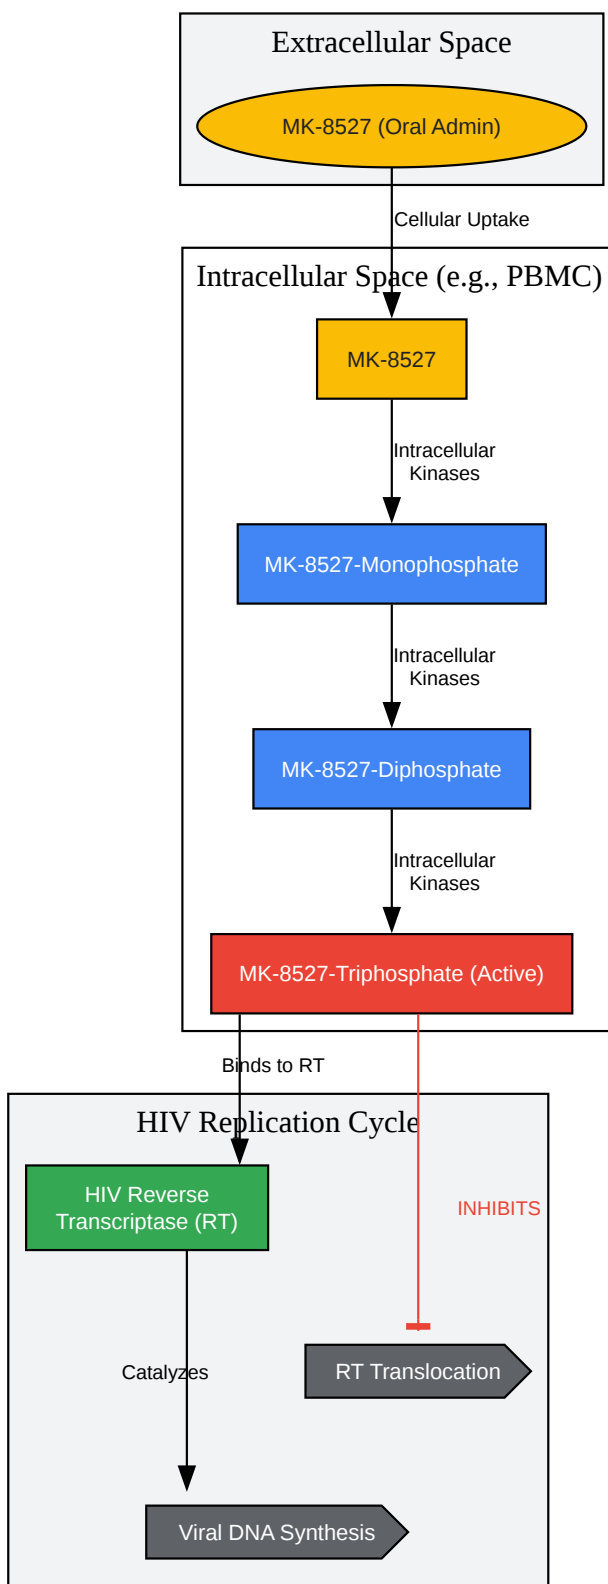 Extracellular Space
MK-8527 (Oral Admin)
Cellular Uptake
Intracellular Space (e.g., PBMC)
MK-8527
Intracellular
Kinases
MK-8527-Monophosphate
Intracellular
Kinases
MK-8527-Diphosphate
Intracellular
Kinases
MK-8527-Triphosphate (Active)
Binds to RT
HIV Replication Cycle
HIV Reverse
Transcriptase (RT)
INHIBITS
Catalyzes
RT Translocation
Viral DNA Synthesis